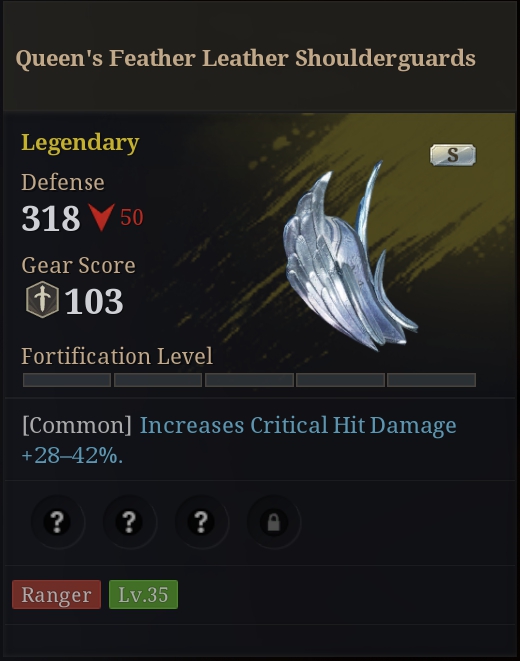 Queen's Feather Leather Shoulderguards
Legendary
S
Defense
318 50
Gear Score
103
Fortification Level
[Common] Increases Critical Hit Damage
+28–42%.
? ? ?
Ranger Lv.35